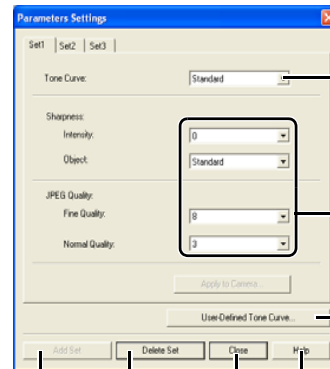 Parameters Settings
Set1 Set2 Set3
Tone Curve: Standard
Sharpness:
Intensity: 0
Object: Standard
JPEG Quality:
Fine Quality: 8
Normal Quality: 3
Apply to Camera...
User-Defined Tone Curve...
Add Set Delete Set Close Help